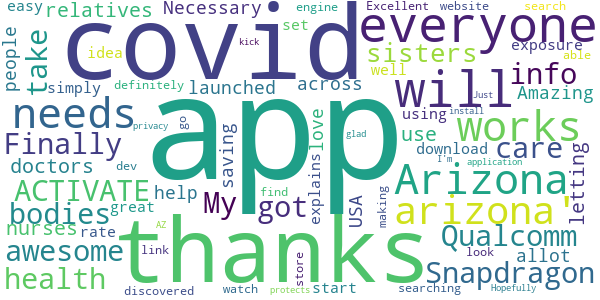 easy relatives Necessary engine Excellent website search
set
people take idea covid kick everyone exposure able
simply definitely launched across sisters well info
needs app will using Amazing
Finally go saving love use works
doctors privacy glad download Just install care
ACTIVATE dev help My got explains USA I'm application Arizona letting
bodies great find making arizona'
nurses rate AZ thanks Qualcomm
awesome link store look allot
health discovered watch protects start searching Hopefully Snapdragon